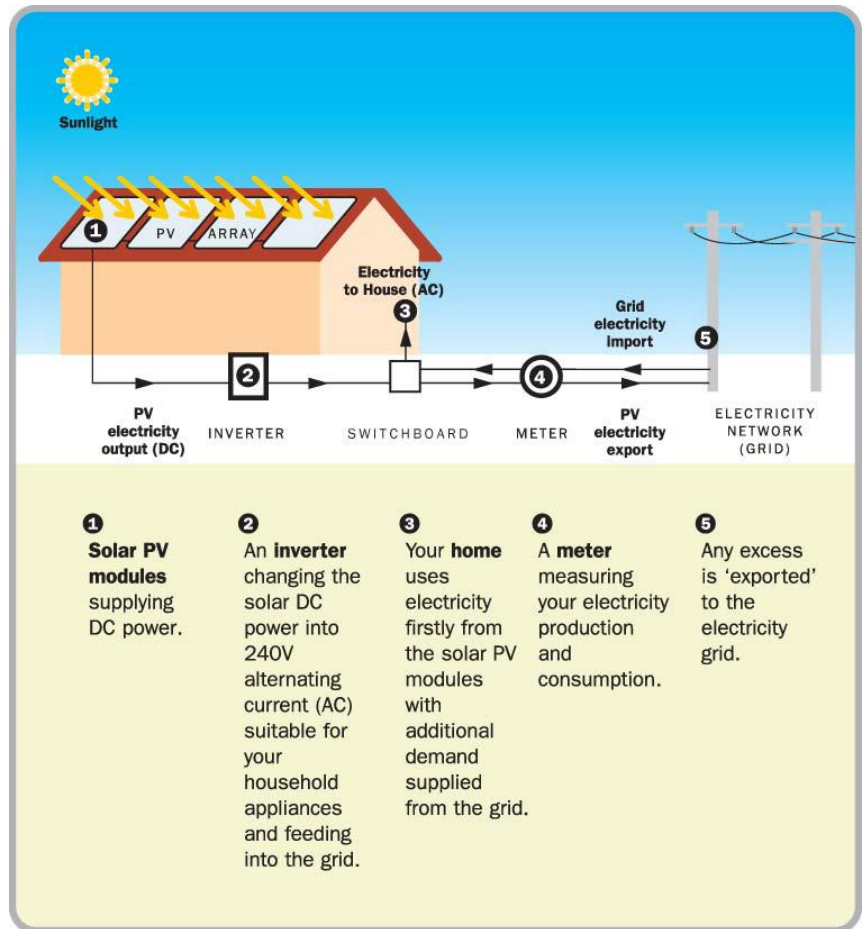 Sunlight
1
PV
ARRAY
Electricity
to House (AC)
3
Grid
electricity
import
5
2
4
PV
electricity
output (DC)
INVERTER
SWITCHBOARD
METER
PV
electricity
export
ELECTRICITY
NETWORK
(GRID)
1
Solar PV
modules
supplying
DC power.
2
An inverter
changing the
solar DC
power into
240V
alternating
current (AC)
suitable for
your
household
appliances
and feeding
into the grid.
3
Your home
uses
electricity
firstly from
the solar PV
modules
with
additional
demand
supplied
from the grid.
4
A meter
measuring
your electricity
production
and
consumption.
5
Any excess
is ‘exported’
to the
electricity
grid.